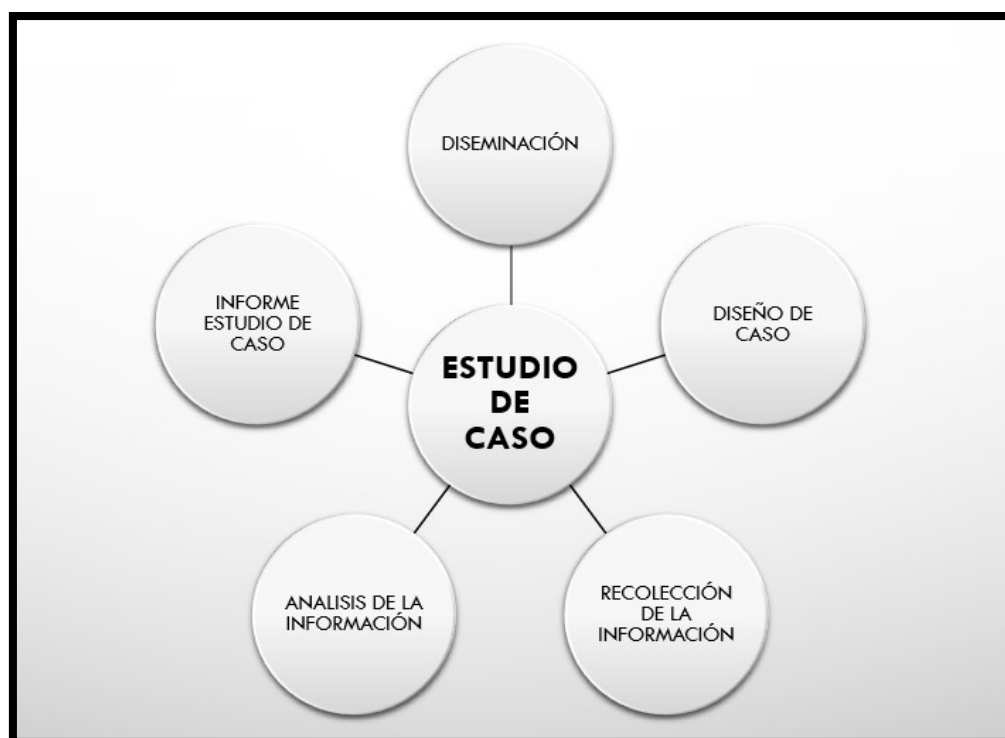 DISEMINACIÓN
INFORME
ESTUDIO DE
CASO
DISEÑO DE
CASO
ESTUDIO
DE
CASO
ANALISIS DE LA
INFORMACIÓN
RECOLECCIÓN
DE LA
INFORMACIÓN